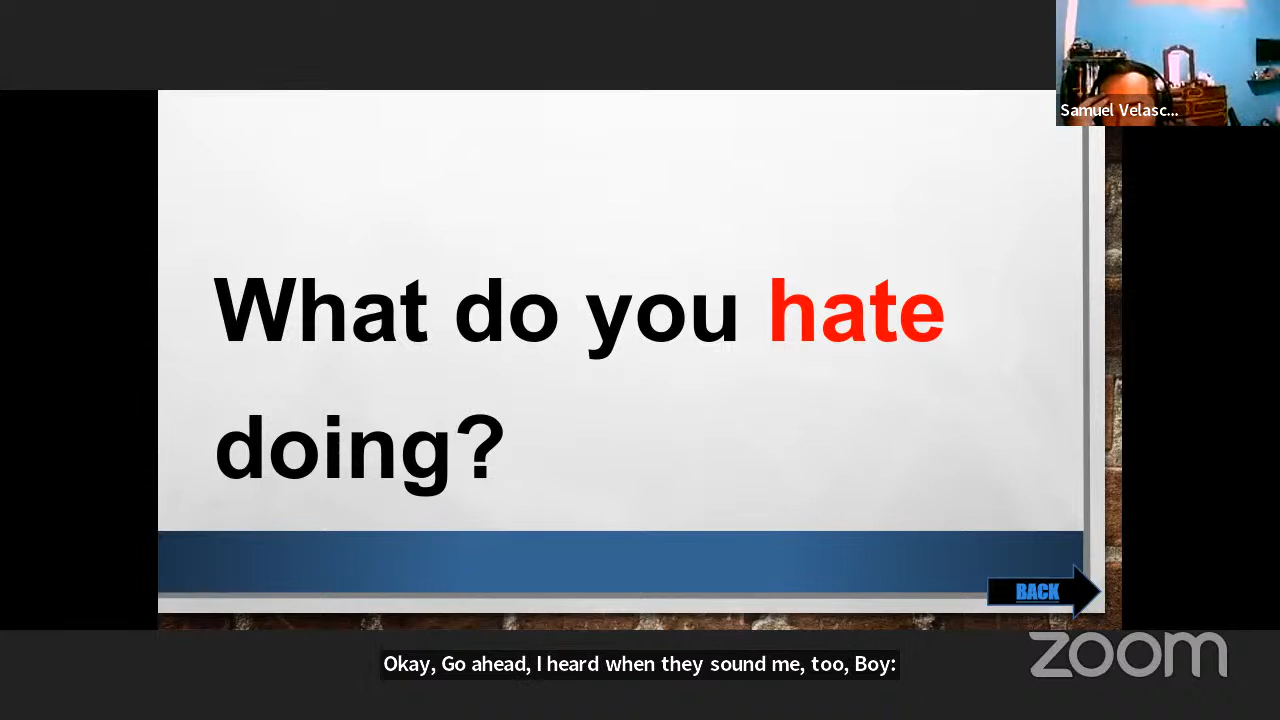 Samuel Velasc...
What do you hate
doing?
BACK
Okay, Go ahead, I heard when they sound me, too, Boy:
zoom